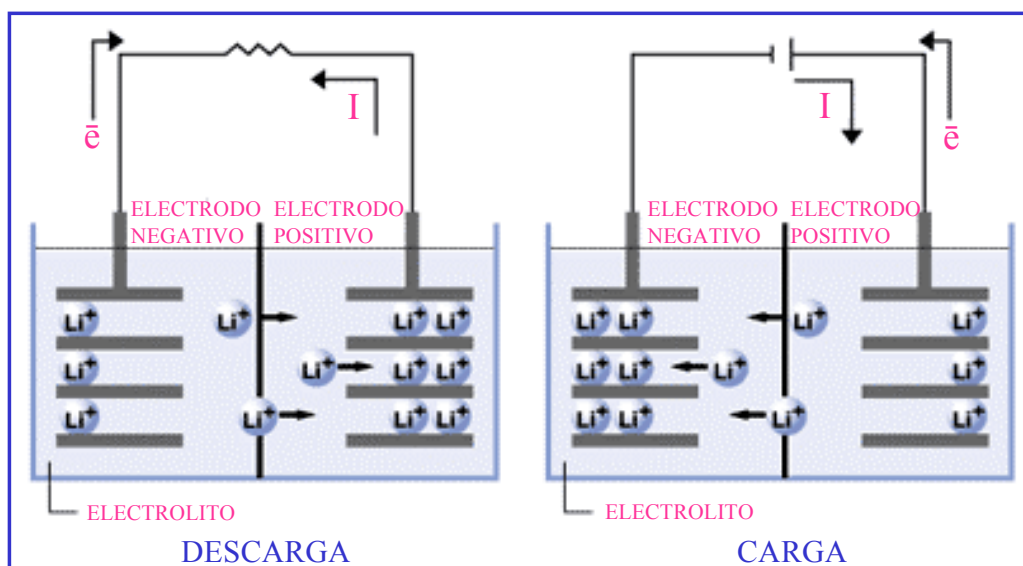 ē
I
ELECTRODO
NEGATIVO
ELECTRODO
POSITIVO
Li+
Li+
Li+
Li+
Li+
Li+
Li+
Li+
Li+
Li+
Li+
Li+
ELECTROLITO
DESCARGA
I
ē
ELECTRODO
NEGATIVO
ELECTRODO
POSITIVO
Li+
Li+
Li+
Li+
Li+
Li+
Li+
Li+
Li+
Li+
Li+
Li+
ELECTROLITO
CARGA